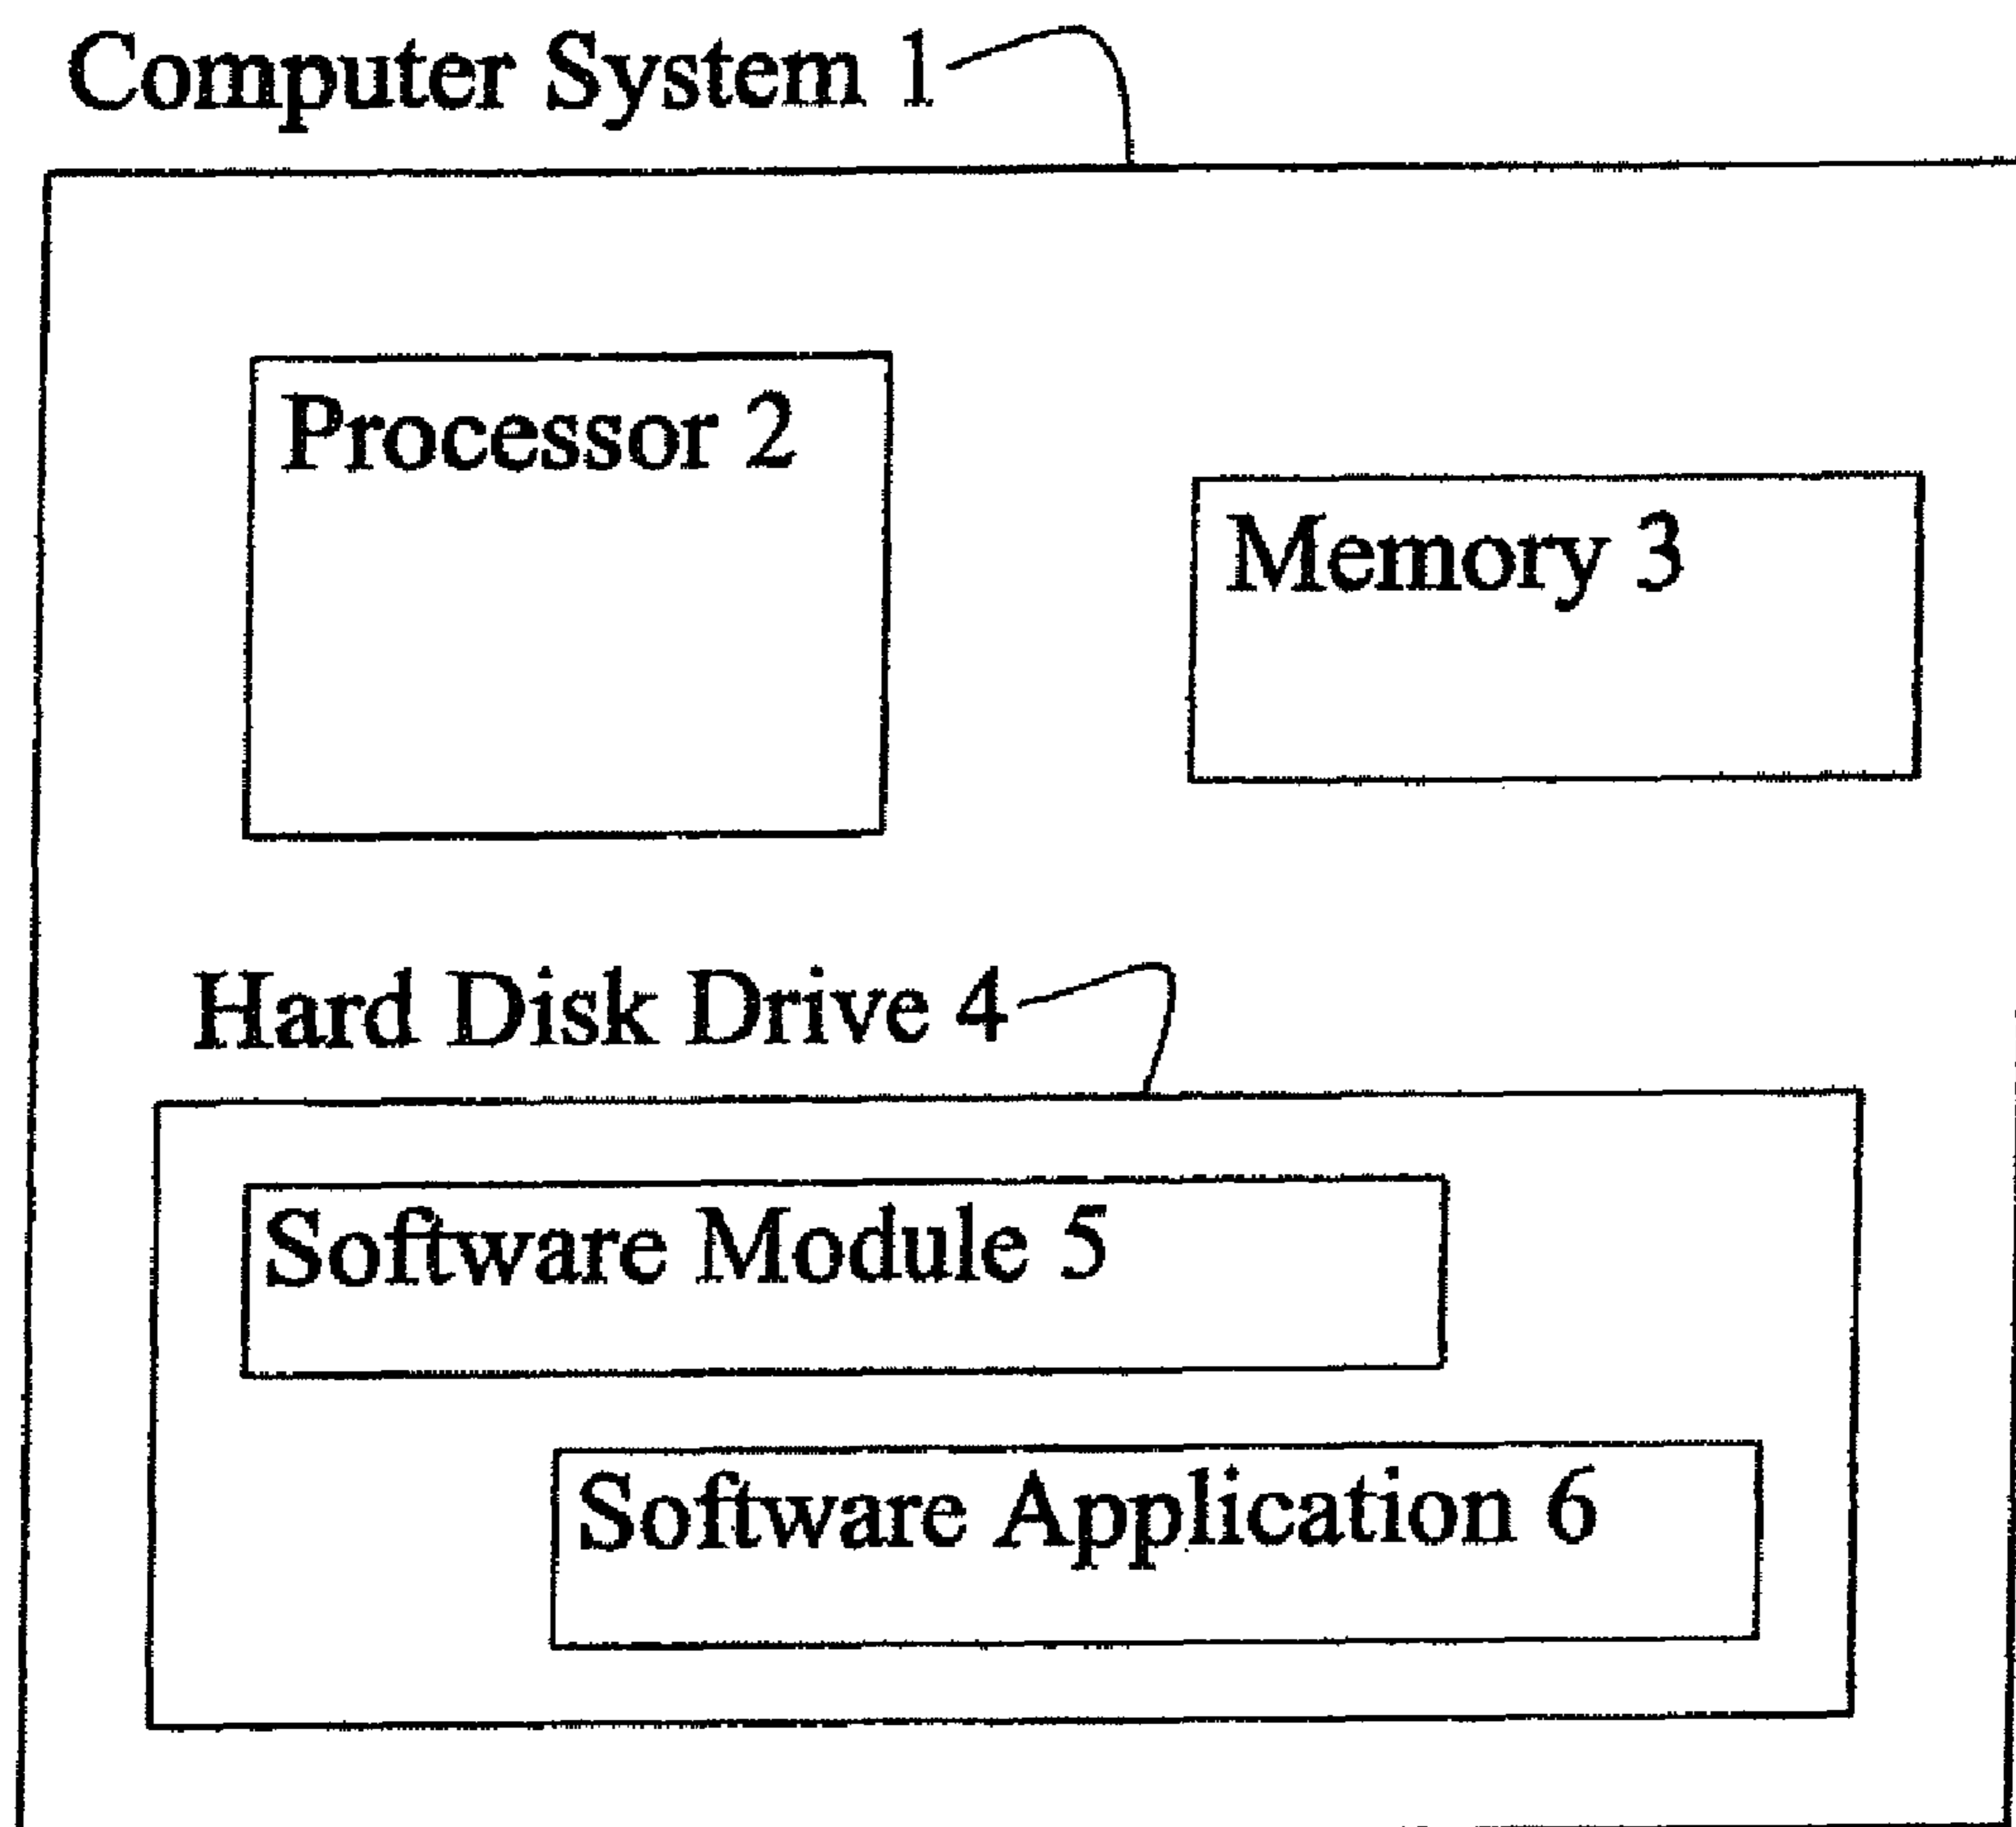 Computer System 1
Processor 2
Memory 3
Hard Disk Drive 4
Software Module 5
Software Application 6